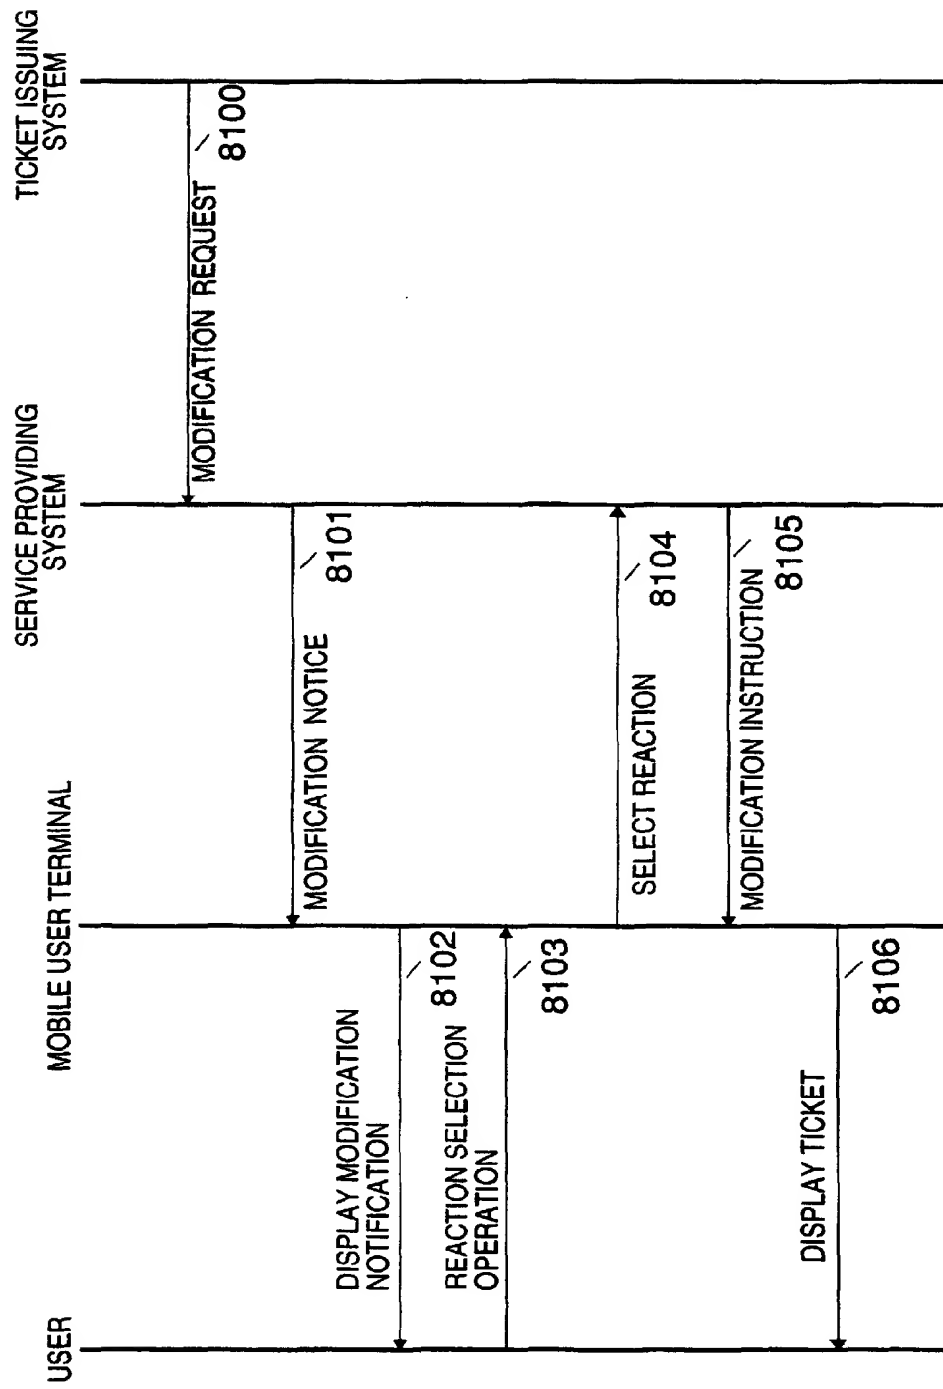 USER
MOBILE USER TERMINAL
SERVICE PROVIDING
SYSTEM
TICKET ISSUING
SYSTEM
MODIFICATION REQUEST
8100
MODIFICATION NOTICE
8101
DISPLAY MODIFICATION
NOTIFICATION
8102
REACTION SELECTION
OPERATION
8103
SELECT REACTION
8104
MODIFICATION INSTRUCTION
8105
DISPLAY TICKET
8106